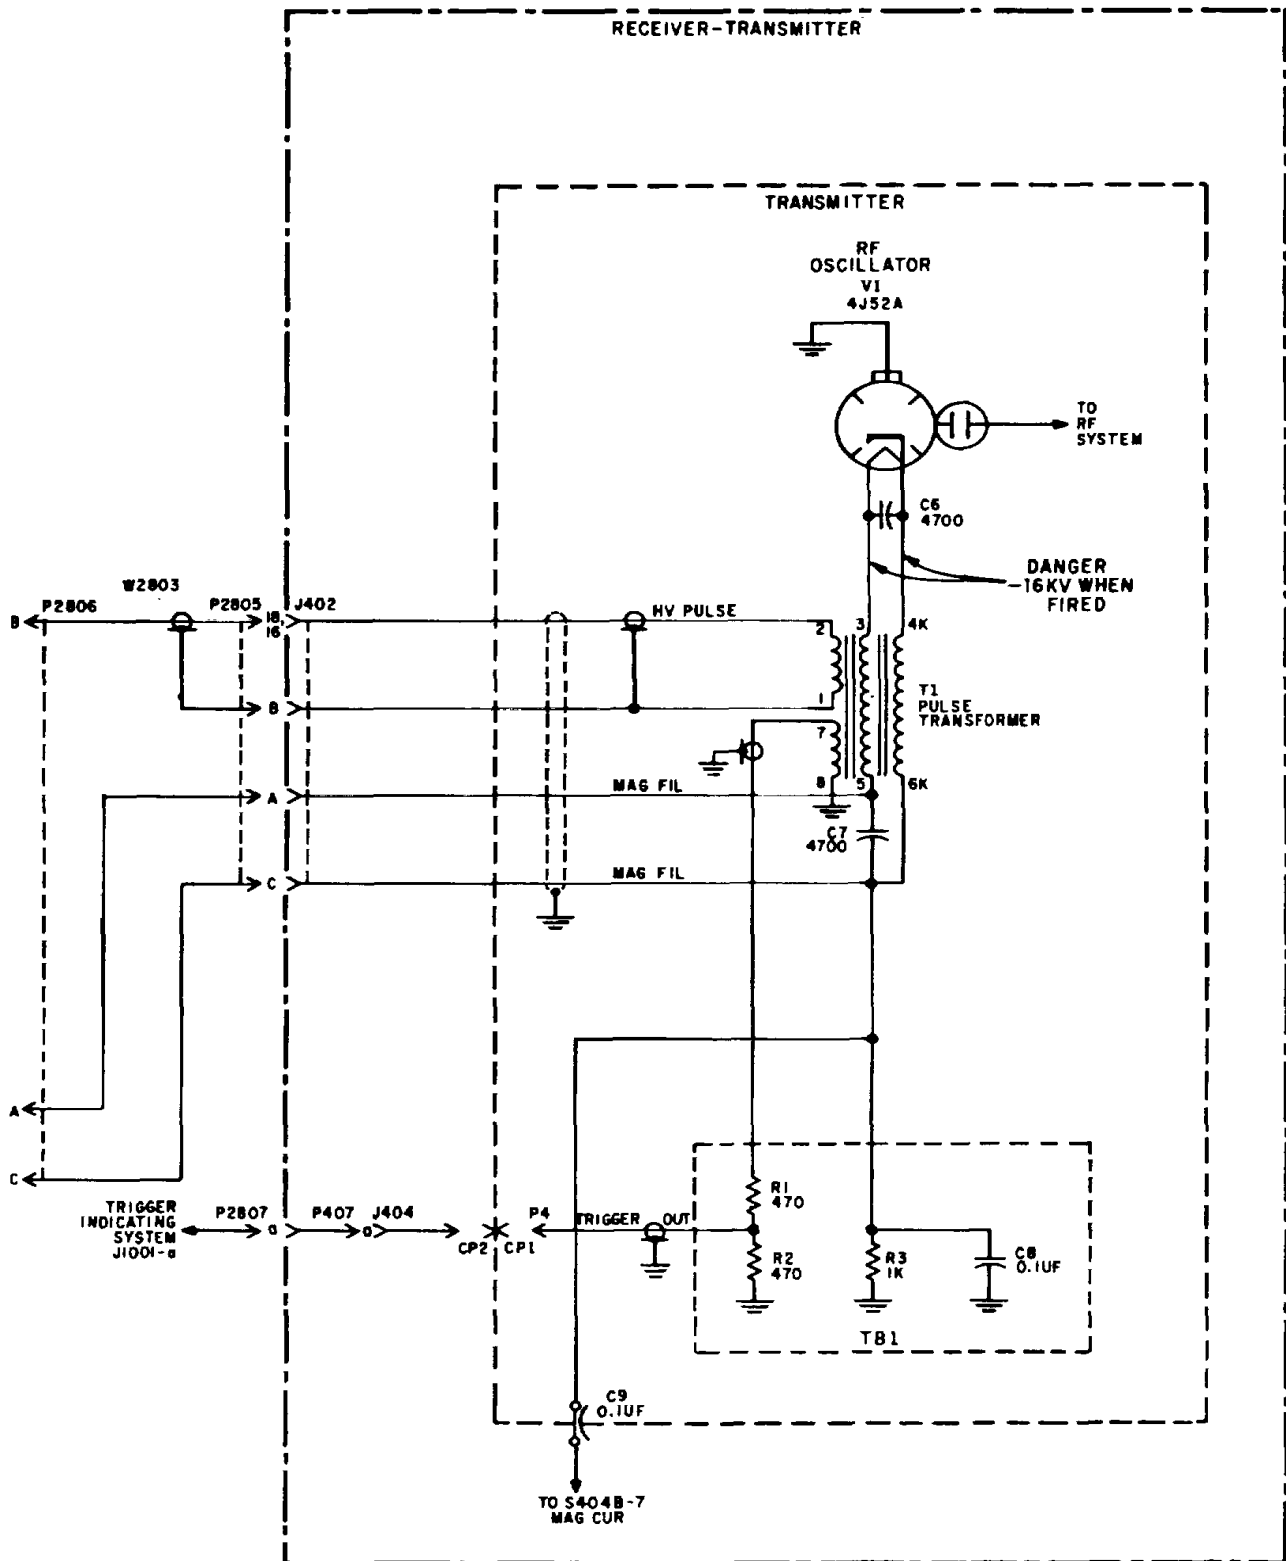 RECEIVER-TRANSMITTER
TRANSMITTER
RF
OSCILLATOR
V1
4J52A
TO
RF
SYSTEM
C6
4700
DANGER
-16KV WHEN
FIRED
W2803
B
P2806
P2805
18
16
J402
HV PULSE
2
3
4K
B
1
T1
PULSE
TRANSFORMER
7
A
MAG FIL
8
5
6K
C7
4700
C
MAG FIL
A
C
TRIGGER
INDICATING
SYSTEM
J1001-a
P2807
a
P407
a
J404
CP2
CP1
P4
TRIGGER OUT
R1
470
R2
470
R3
1K
C8
0.1UF
TB1
C9
0.1UF
TO S404B-7
MAG CUR